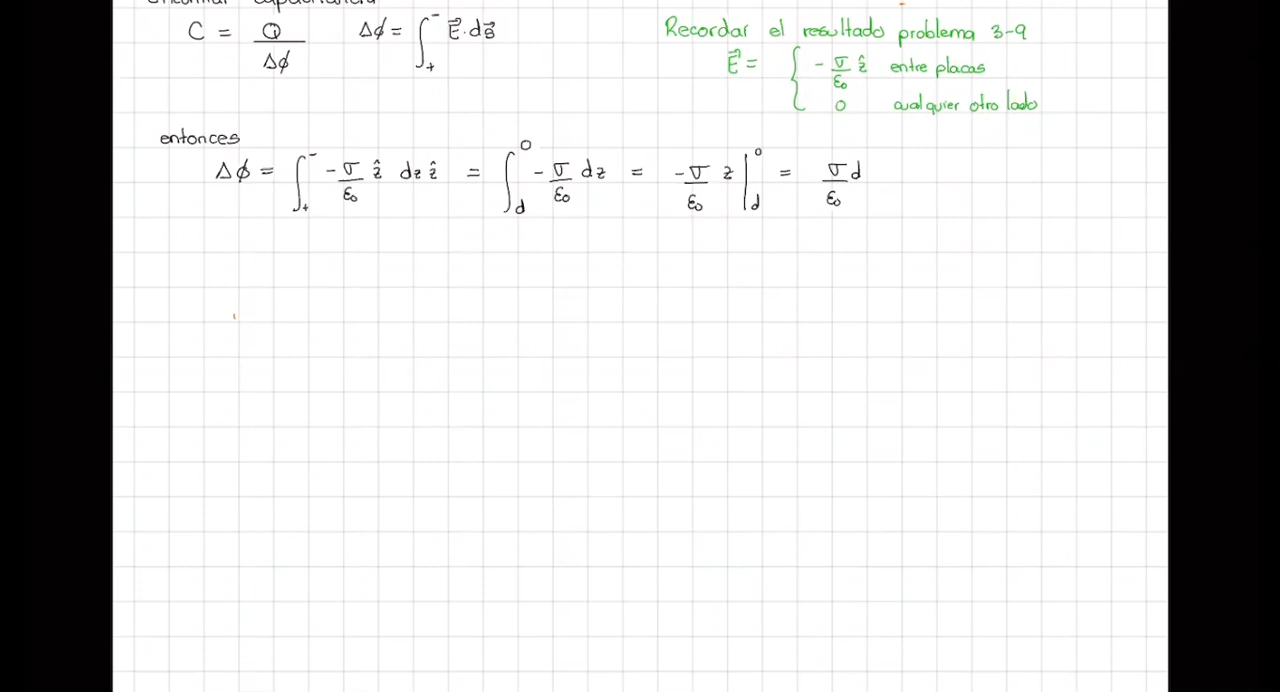 C = Q / Δϕ    Δϕ = ∫₊⁻ E⃗ · ds⃗
Recordar el resultado problema 3-9
E⃗ = { - σ/ε₀ ẑ entre placas
0 cualquier otro lado
entonces
Δϕ = ∫₊⁻ - σ/ε₀ ẑ dz ẑ = ∫_d^0 - σ/ε₀ dz = - σ/ε₀ z |_d^0 = σ/ε₀ d